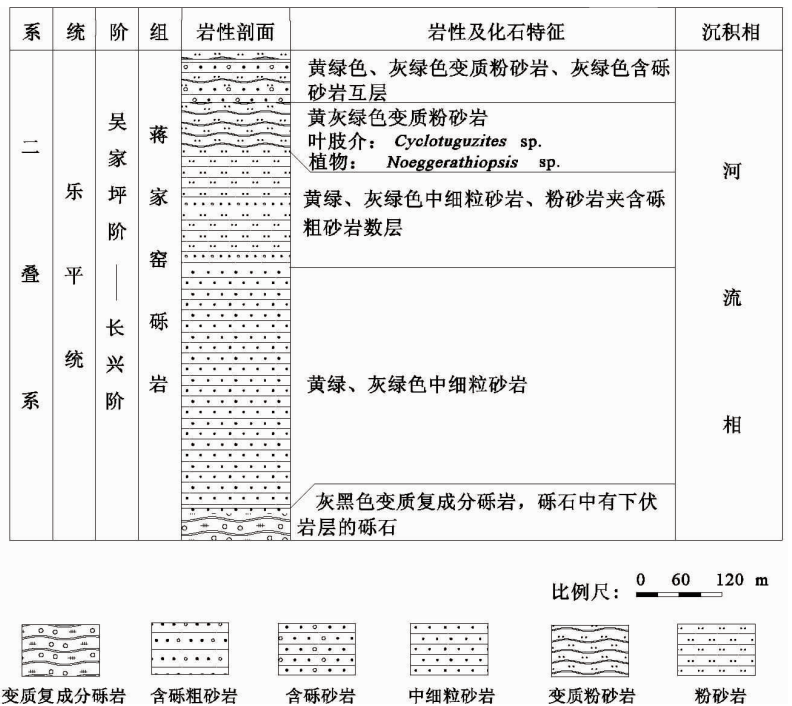 系 统 阶 组 岩性剖面 岩性及化石特征 沉积相
二叠系
乐平统
吴家坪阶——长兴阶
蒋家窑砾岩
黄绿色、灰绿色变质粉砂岩、灰绿色含砾
砂岩互层
黄灰绿色变质粉砂岩
叶肢介： Cyclotuguzites sp.
植物： Noeggerathiopsis sp.
黄绿、灰绿色中细粒砂岩、粉砂岩夹含砾
粗砂岩数层
黄绿、灰绿色中细粒砂岩
灰黑色变质复成分砾岩，砾石中有下伏
岩层的砾石
河流相
比例尺： 0 60 120 m
变质复成分砾岩 含砾粗砂岩 含砾砂岩 中细粒砂岩 变质粉砂岩 粉砂岩